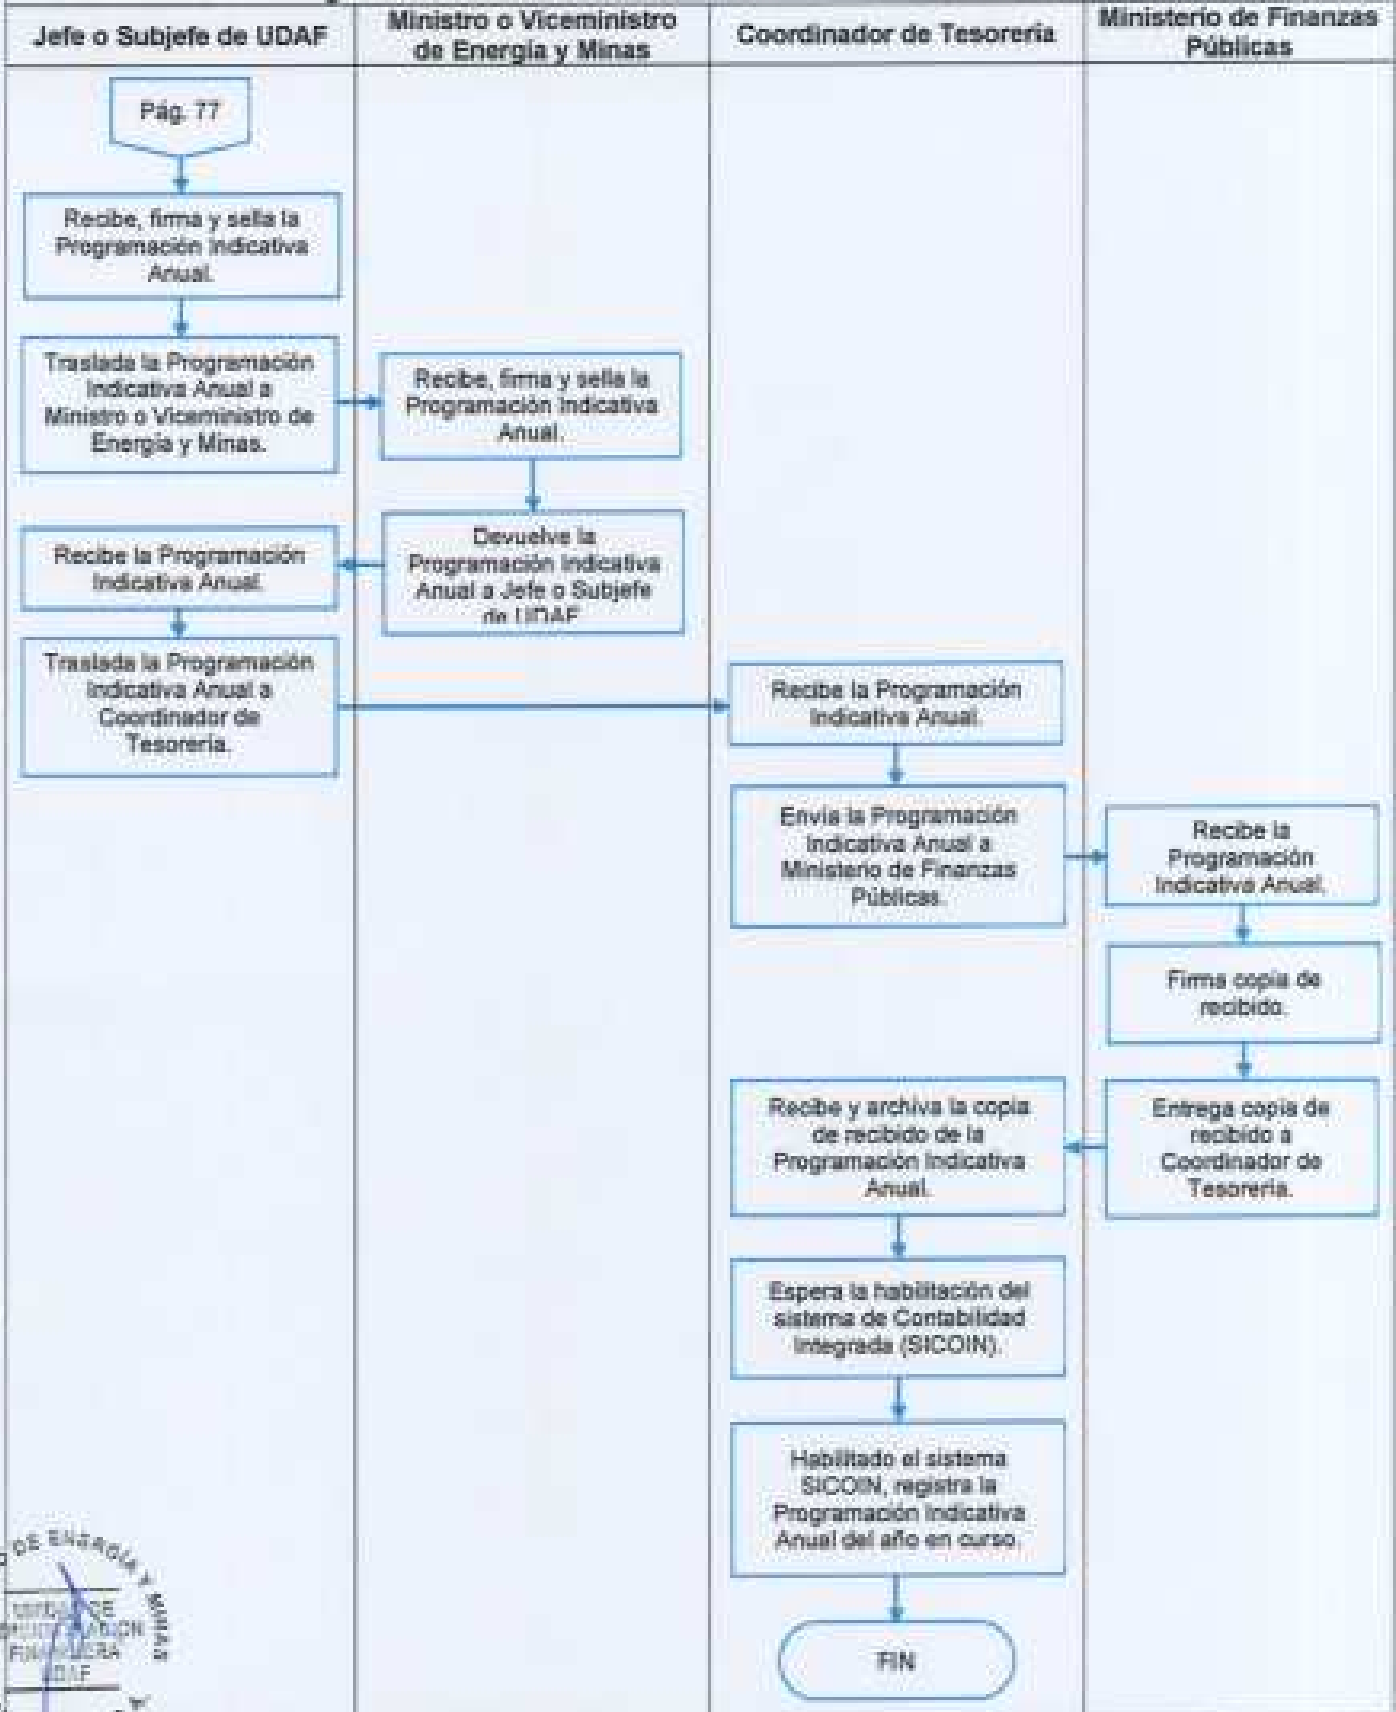 Jefe o Subjefe de UDAF
Ministro o Viceministro
de Energía y Minas
Coordinador de Tesorería
Ministerio de Finanzas
Públicas
Pág. 77
Recibe, firma y sella la
Programación Indicativa
Anual.
Traslada la Programación
Indicativa Anual a
Ministro o Viceministro de
Energía y Minas.
Recibe, firma y sella la
Programación Indicativa
Anual.
Devuelve la
Programación Indicativa
Anual a Jefe o Subjefe
de UDAF
Recibe la Programación
Indicativa Anual.
Traslada la Programación
Indicativa Anual a
Coordinador de
Tesorería.
Recibe la Programación
Indicativa Anual.
Envía la Programación
Indicativa Anual a
Ministerio de Finanzas
Públicas.
Recibe la
Programación
Indicativa Anual.
Firma copia de
recibido.
Entrega copia de
recibido a
Coordinador de
Tesorería.
Recibe y archiva la copia
de recibido de la
Programación Indicativa
Anual.
Espera la habilitación del
sistema de Contabilidad
Integrada (SICOIN).
Habilitado el sistema
SICOIN, registra la
Programación Indicativa
Anual del año en curso.
FIN
DE ENERGÍA Y MINAS
UDAF